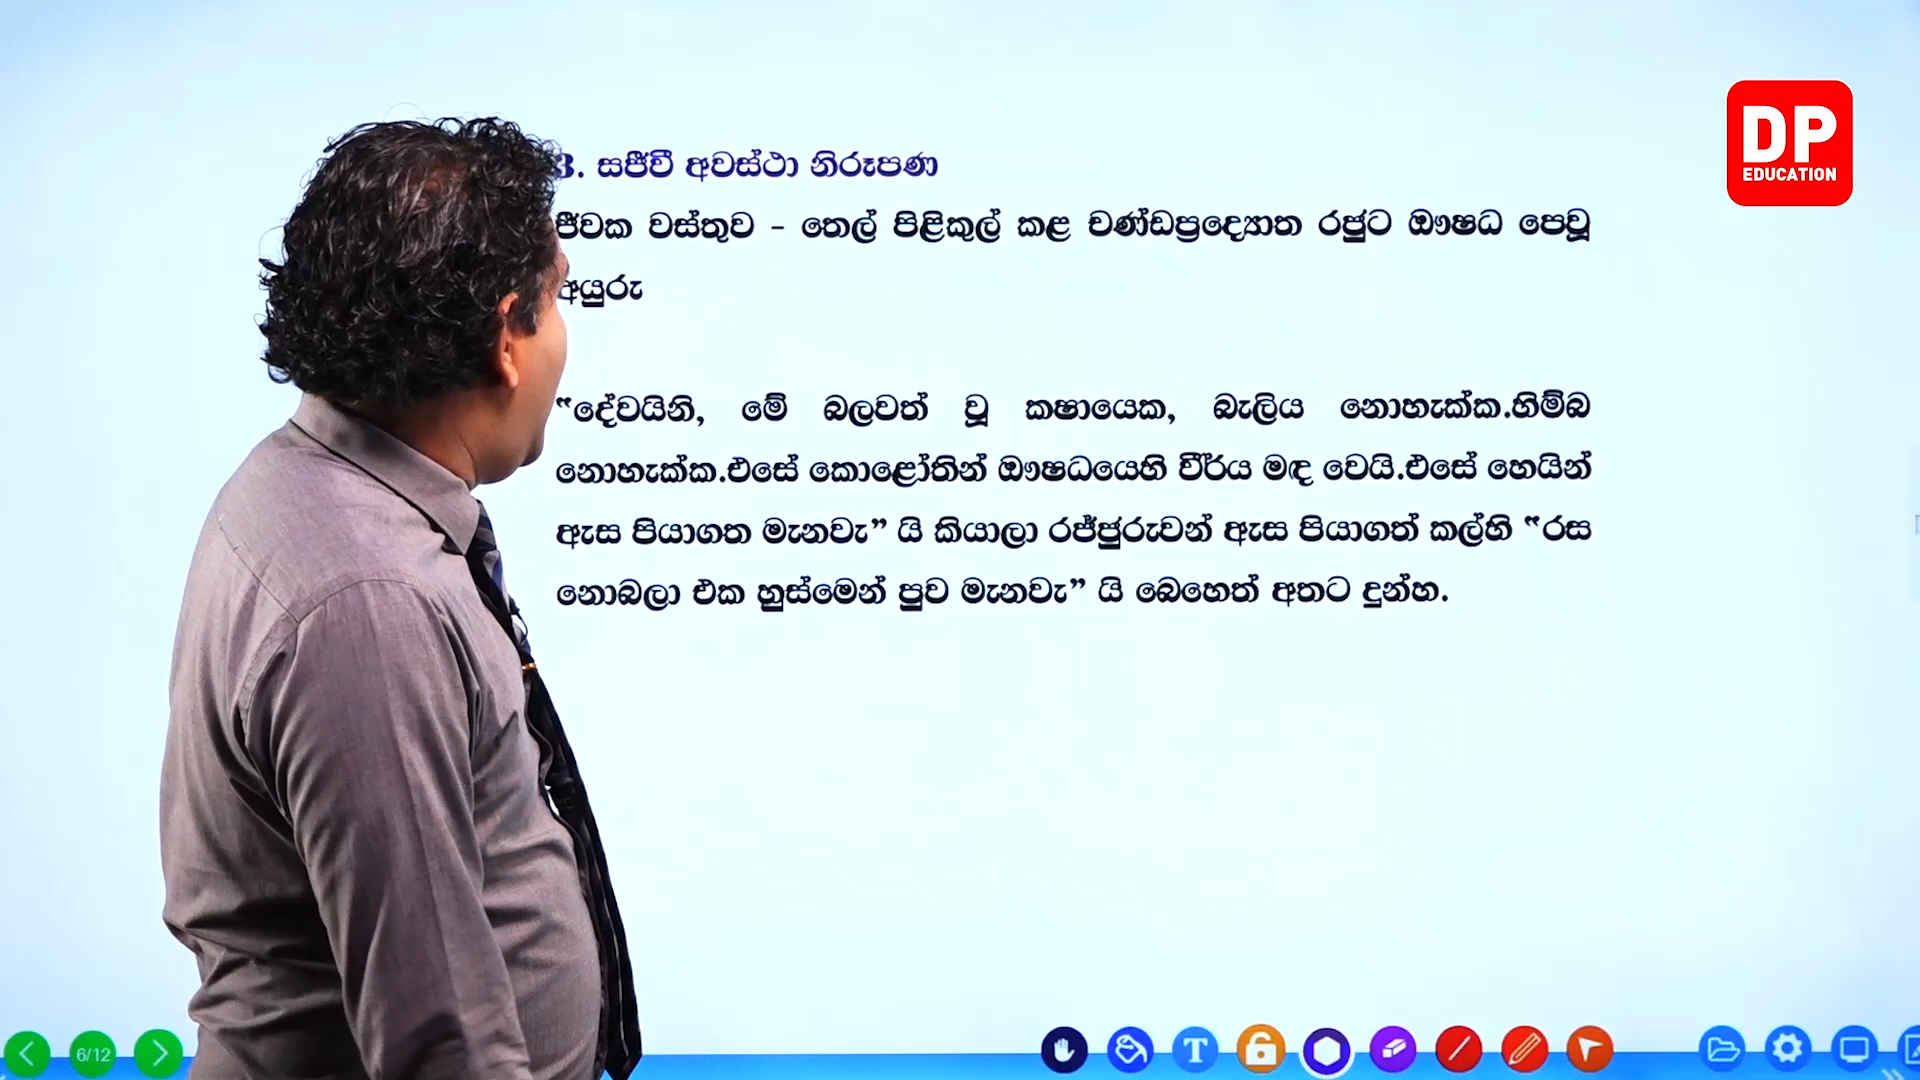 DP
EDUCATION
3. සජීවී අවස්ථා නිරූපණ
ජීවක වස්තුව - තෙල් පිළිකුල් කළ චණ්ඩප්‍රද්‍යොත රජුට ඖෂධ පෙවූ
අයුරු
“දේවයිනි, මේ බලවත් වූ කෂායෙක, බැලිය නොහැක්ක.හිම්බ
නොහැක්ක.එසේ කොළෝතින් ඖෂධයෙහි වීර්ය මඳ වෙයි.එසේ හෙයින්
ඇස පියාගත මැනවැ” යි කියාලා රජ්ජුරුවන් ඇස පියාගත් කල්හි “රස
නොබලා එක හුස්මෙන් පුව මැනවැ” යි බෙහෙත් අතට දුන්හ.
6/12
T